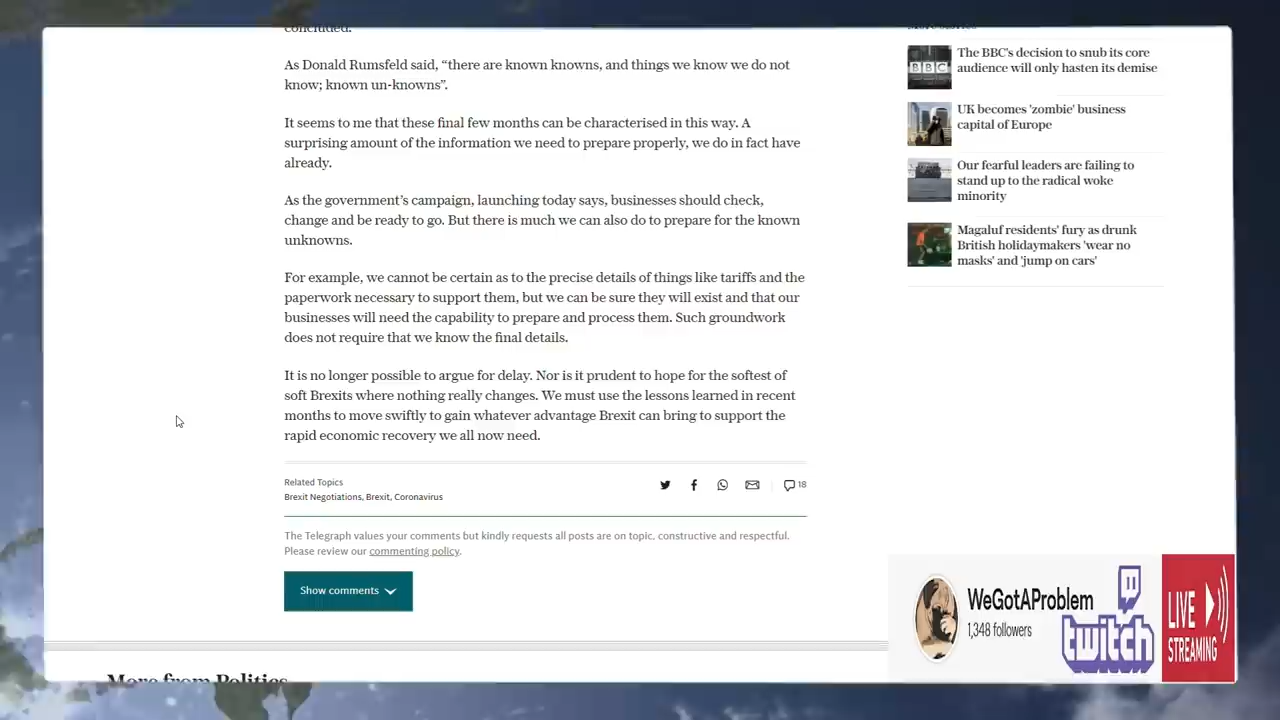 concluded.
As Donald Rumsfeld said, “there are known knowns, and things we know we do not
know; known un-knowns”.
It seems to me that these final few months can be characterised in this way. A
surprising amount of the information we need to prepare properly, we do in fact have
already.
As the government’s campaign, launching today says, businesses should check,
change and be ready to go. But there is much we can also do to prepare for the known
unknowns.
For example, we cannot be certain as to the precise details of things like tariffs and the
paperwork necessary to support them, but we can be sure they will exist and that our
businesses will need the capability to prepare and process them. Such groundwork
does not require that we know the final details.
It is no longer possible to argue for delay. Nor is it prudent to hope for the softest of
soft Brexits where nothing really changes. We must use the lessons learned in recent
months to move swiftly to gain whatever advantage Brexit can bring to support the
rapid economic recovery we all now need.
Related Topics
Brexit Negotiations, Brexit, Coronavirus
18
The Telegraph values your comments but kindly requests all posts are on topic, constructive and respectful.
Please review our commenting policy.
Show comments
More from Politics
BBC
The BBC's decision to snub its core
audience will only hasten its demise
UK becomes 'zombie' business
capital of Europe
Our fearful leaders are failing to
stand up to the radical woke
minority
Magaluf residents' fury as drunk
British holidaymakers 'wear no
masks' and 'jump on cars'
WeGotAProblem
1,348 followers
twitch
LIVE
STREAMING